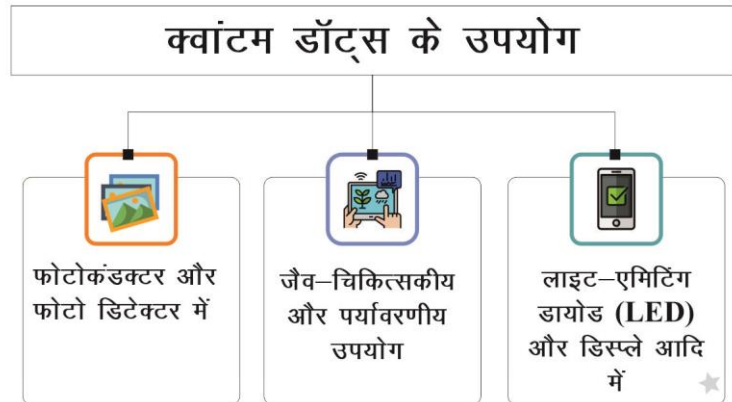 क्वांटम डॉट्स के उपयोग
फोटोकंडक्टर और
फोटो डिटेक्टर में
जैव–चिकित्सकीय
और पर्यावरणीय
उपयोग
लाइट–एमिटिंग
डायोड (LED)
और डिस्प्ले आदि
में